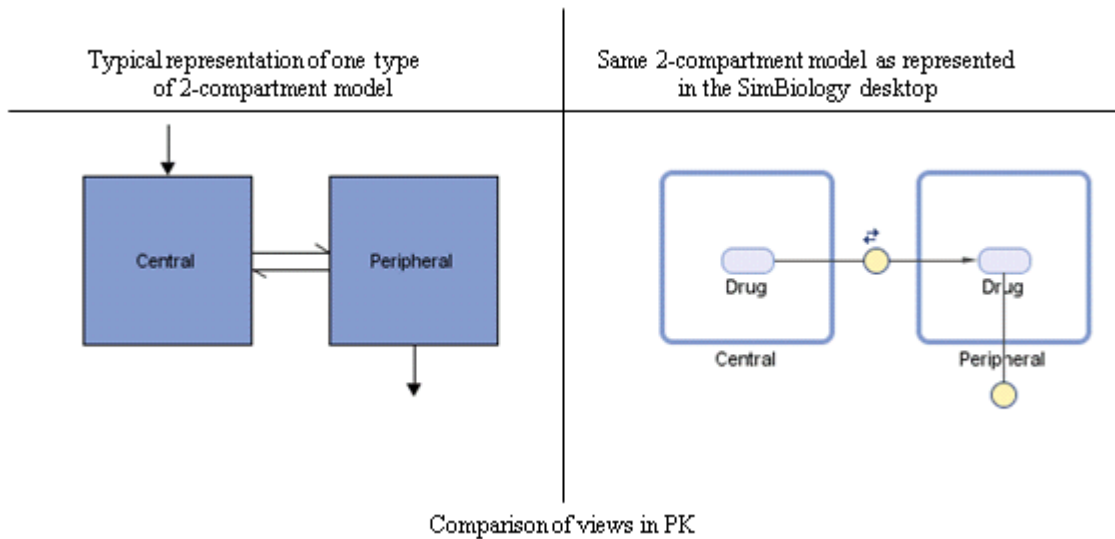 Typical representation of one type
of 2-compartment model
Same 2-compartment model as represented
in the SimBiology desktop
Central
Peripheral
Drug
Drug
Central
Peripheral
Comparison of views in PK